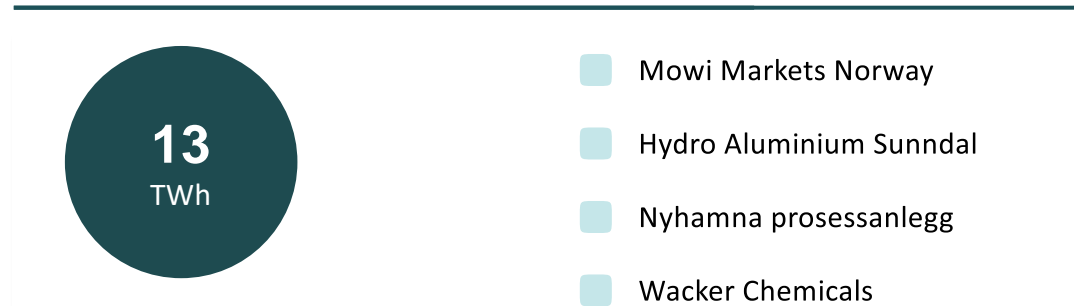 13
TWh
Mowi Markets Norway
Hydro Aluminium Sunndal
Nyhamna prosessanlegg
Wacker Chemicals